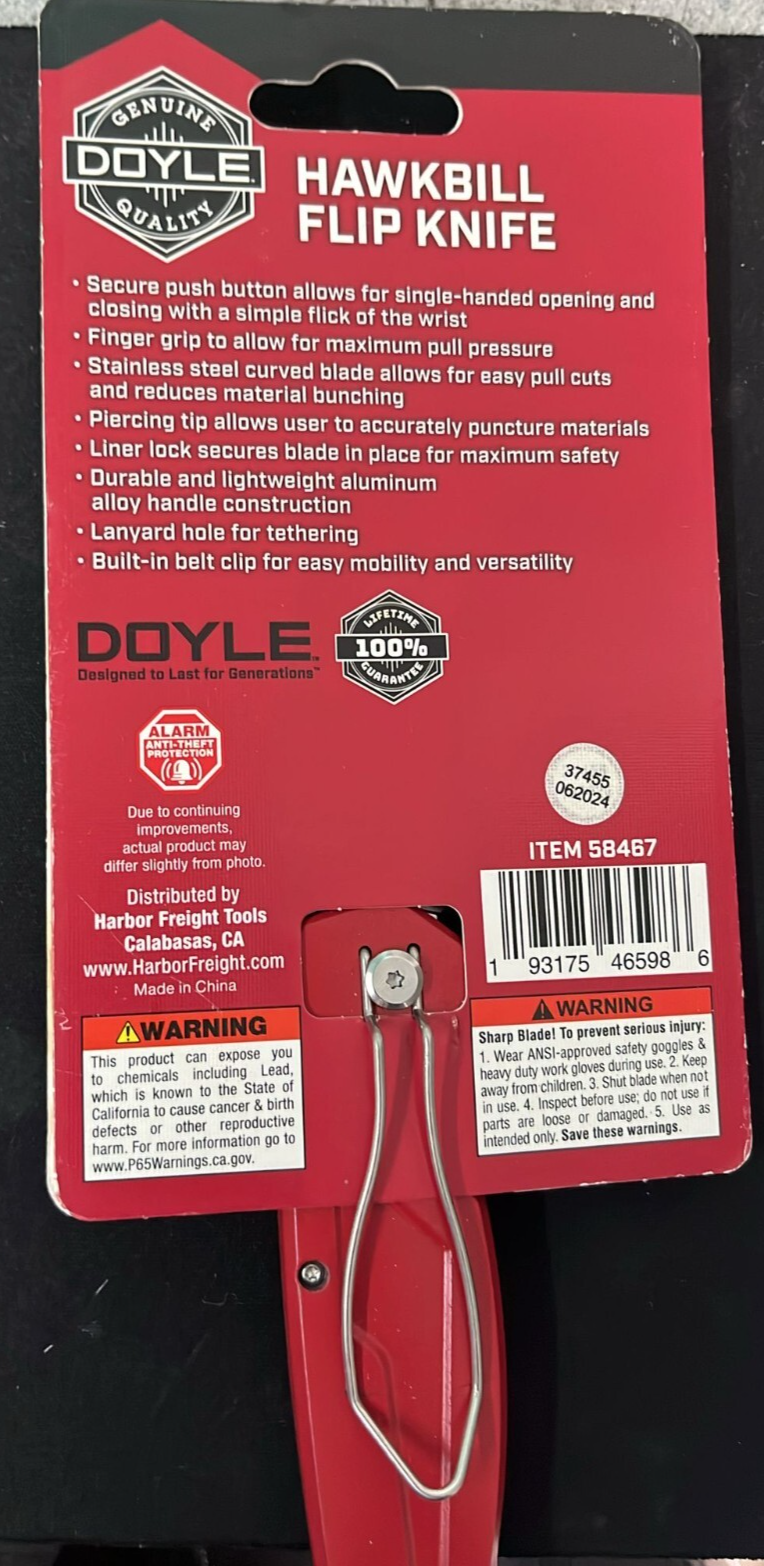 GENUINE
DOYLE
QUALITY
HAWKBILL
FLIP KNIFE
• Secure push button allows for single-handed opening and
closing with a simple flick of the wrist
• Finger grip to allow for maximum pull pressure
• Stainless steel curved blade allows for easy pull cuts
and reduces material bunching
• Piercing tip allows user to accurately puncture materials
• Liner lock secures blade in place for maximum safety
• Durable and lightweight aluminum
alloy handle construction
• Lanyard hole for tethering
• Built-in belt clip for easy mobility and versatility
DOYLE™
Designed to Last for Generations™
LIFETIME
100%
GUARANTEE
ALARM
ANTI-THEFT
PROTECTION
Due to continuing
improvements,
actual product may
differ slightly from photo.
Distributed by
Harbor Freight Tools
Calabasas, CA
www.HarborFreight.com
Made in China
37455
062024
ITEM 58467
1 93175 46598 6
⚠WARNING
This product can expose you
to chemicals including Lead,
which is known to the State of
California to cause cancer & birth
defects or other reproductive
harm. For more information go to
www.P65Warnings.ca.gov.
⚠WARNING
Sharp Blade! To prevent serious injury:
1. Wear ANSI-approved safety goggles &
heavy duty work gloves during use. 2. Keep
away from children. 3. Shut blade when not
in use. 4. Inspect before use; do not use if
parts are loose or damaged. 5. Use as
intended only. Save these warnings.